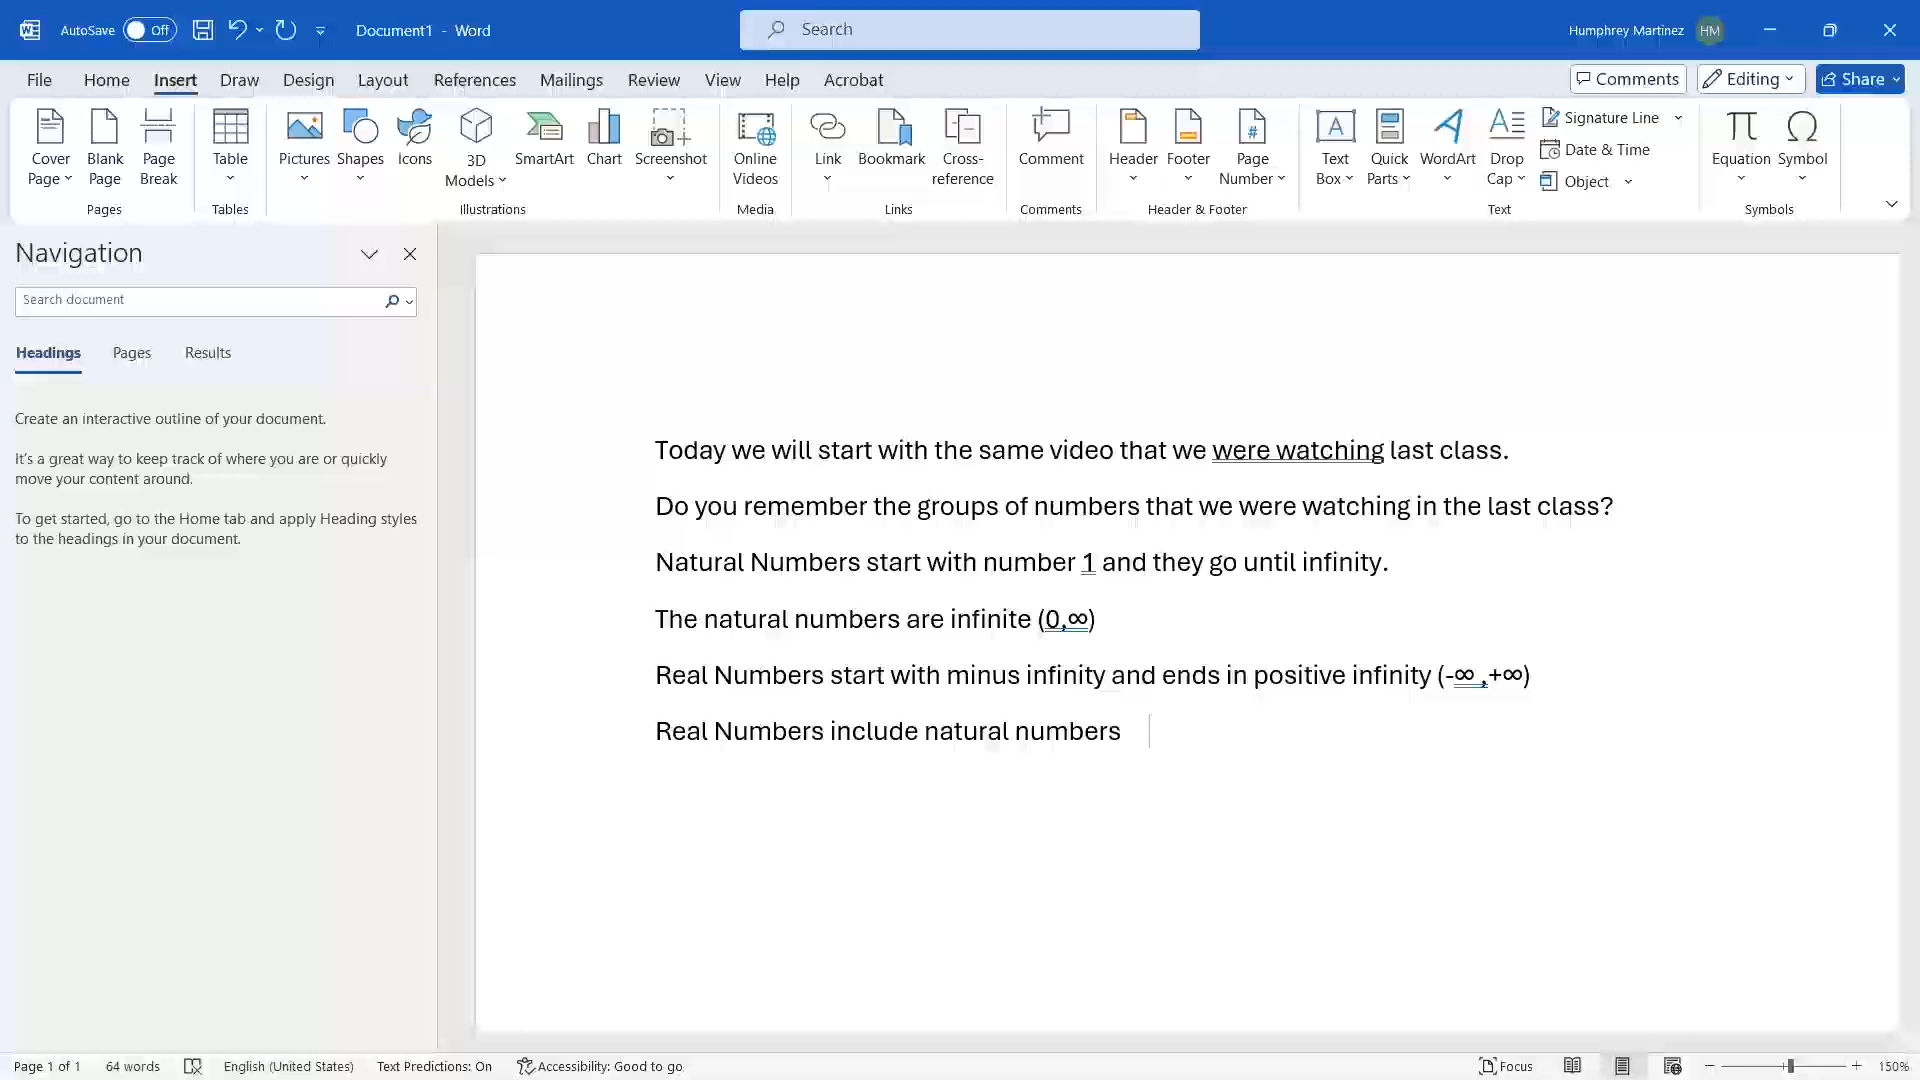 AutoSave Off Document1 - Word Search Humphrey Martinez HM
File Home Insert Draw Design Layout References Mailings Review View Help Acrobat Comments Editing Share
Cover Page Blank Page Page Break Table Pictures Shapes Icons 3D Models SmartArt Chart Screenshot Online Videos Link Bookmark Cross-reference Comment Header Footer Page Number Text Box Quick Parts WordArt Drop Cap Signature Line Date & Time Object Equation Symbol
Pages Tables Illustrations Media Links Comments Header & Footer Text Symbols
Navigation
Search document
Headings Pages Results
Create an interactive outline of your document.
It's a great way to keep track of where you are or quickly
move your content around.
To get started, go to the Home tab and apply Heading styles
to the headings in your document.
Today we will start with the same video that we were watching last class.
Do you remember the groups of numbers that we were watching in the last class?
Natural Numbers start with number 1 and they go until infinity.
The natural numbers are infinite (0,∞)
Real Numbers start with minus infinity and ends in positive infinity (-∞ ,+∞)
Real Numbers include natural numbers
Page 1 of 1 64 words English (United States) Text Predictions: On Accessibility: Good to go Focus 150%